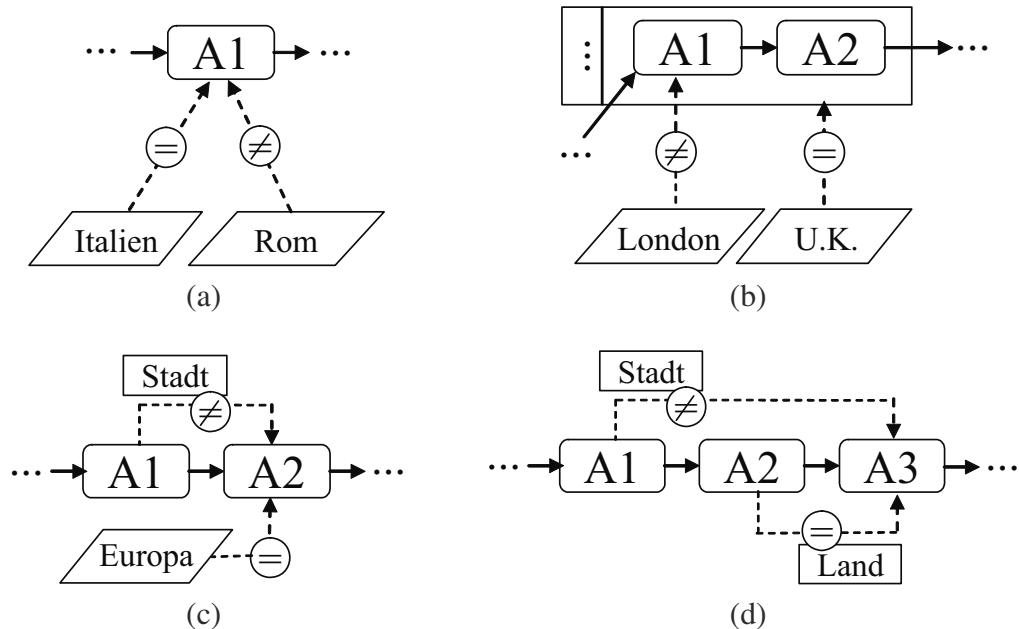 ... A1 ...
= ≠
Italien Rom
(a)
⋮ A1 A2 ...
...
≠ =
London U.K.
(b)
Stadt
≠
... A1 A2 ...
Europa =
(c)
Stadt
≠
... A1 A2 A3 ...
=
Land
(d)